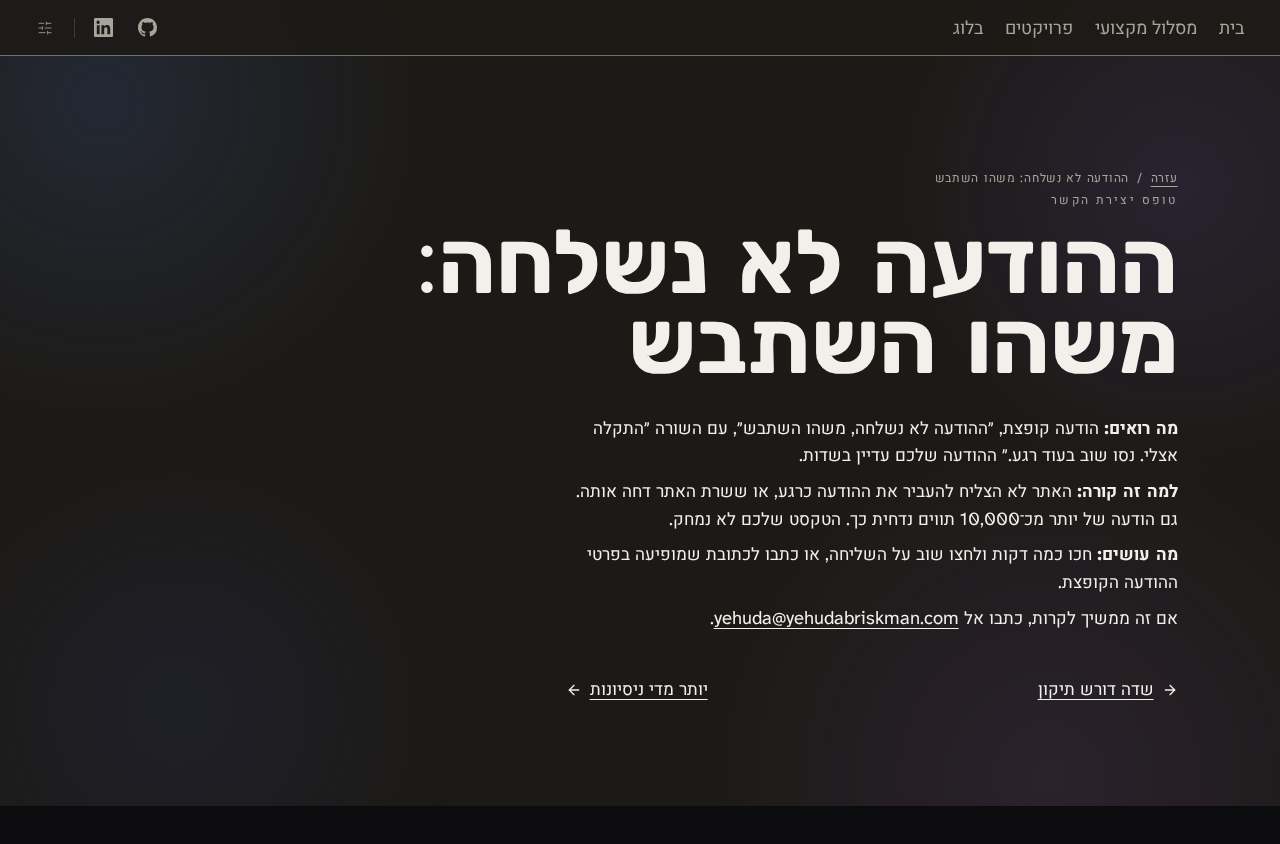 בית מסלול מקצועי פרויקטים בלוג
עזרה / ההודעה לא נשלחה: משהו השתבש
טופס יצירת הקשר
ההודעה לא נשלחה:
משהו השתבש
מה רואים: הודעה קופצת, ״ההודעה לא נשלחה, משהו השתבש״, עם השורה ״התקלה
אצלי. נסו שוב בעוד רגע.״ ההודעה שלכם עדיין בשדות.
למה זה קורה: האתר לא הצליח להעביר את ההודעה כרגע, או ששרת האתר דחה אותה.
גם הודעה של יותר מכ־10,000 תווים נדחית כך. הטקסט שלכם לא נמחק.
מה עושים: חכו כמה דקות ולחצו שוב על השליחה, או כתבו לכתובת שמופיעה בפרטי
ההודעה הקופצת.
אם זה ממשיך לקרות, כתבו אל yehuda@yehudabriskman.com.
→ שדה דורש תיקון
יותר מדי ניסיונות ←